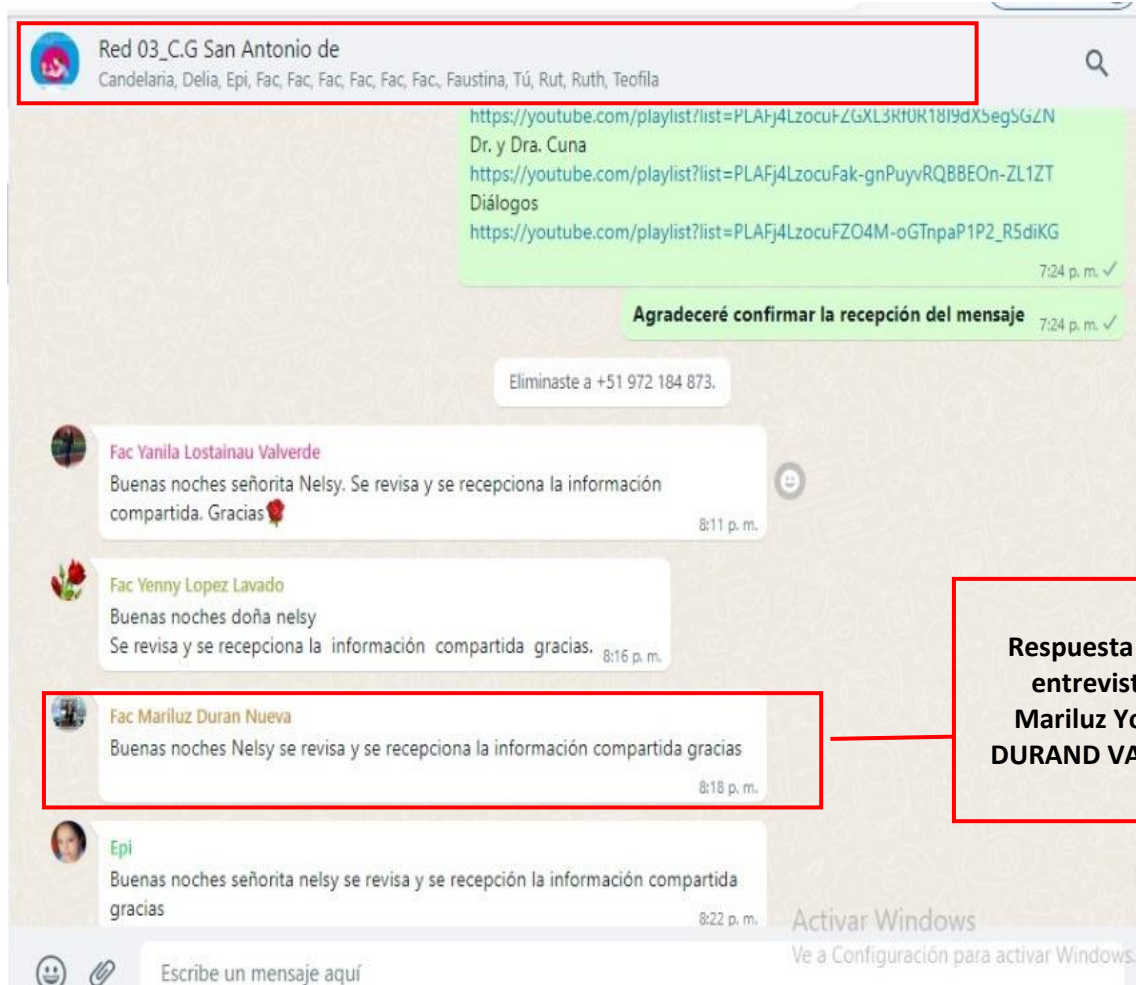 Red 03_C.G San Antonio de
Candelaria, Delia, Epi, Fac, Fac, Fac, Fac, Fac, Fac., Faustina, Tú, Rut, Ruth, Teofila
Dr. y Dra. Cuna
https://youtube.com/playlist?list=PLAFj4LzocuFak-gnPuyvRQBBEOn-ZL1ZT
Diálogos
https://youtube.com/playlist?list=PLAFj4LzocuFZO4M-oGTnpaP1P2_R5diKG
7:24 p. m.
Agradeceré confirmar la recepción del mensaje 7:24 p. m.
Eliminaste a +51 972 184 873.
Fac Yanila Lostainau Valverde
Buenas noches señorita Nelsy. Se revisa y se recepciona la información
compartida. Gracias🌹
8:11 p. m.
Fac Yenny Lopez Lavado
Buenas noches doña nelsy
Se revisa y se recepciona la información compartida gracias. 8:16 p. m.
Respuesta
entrevist
Mariluz Yo
DURAND VA
Fac Mariluz Duran Nueva
Buenas noches Nelsy se revisa y se recepciona la información compartida gracias
8:18 p. m.
Epi
Buenas noches señorita nelsy se revisa y se recepción la información compartida
gracias
8:22 p. m.
Activar Windows
Ve a Configuración para activar Windows.
Escribe un mensaje aquí